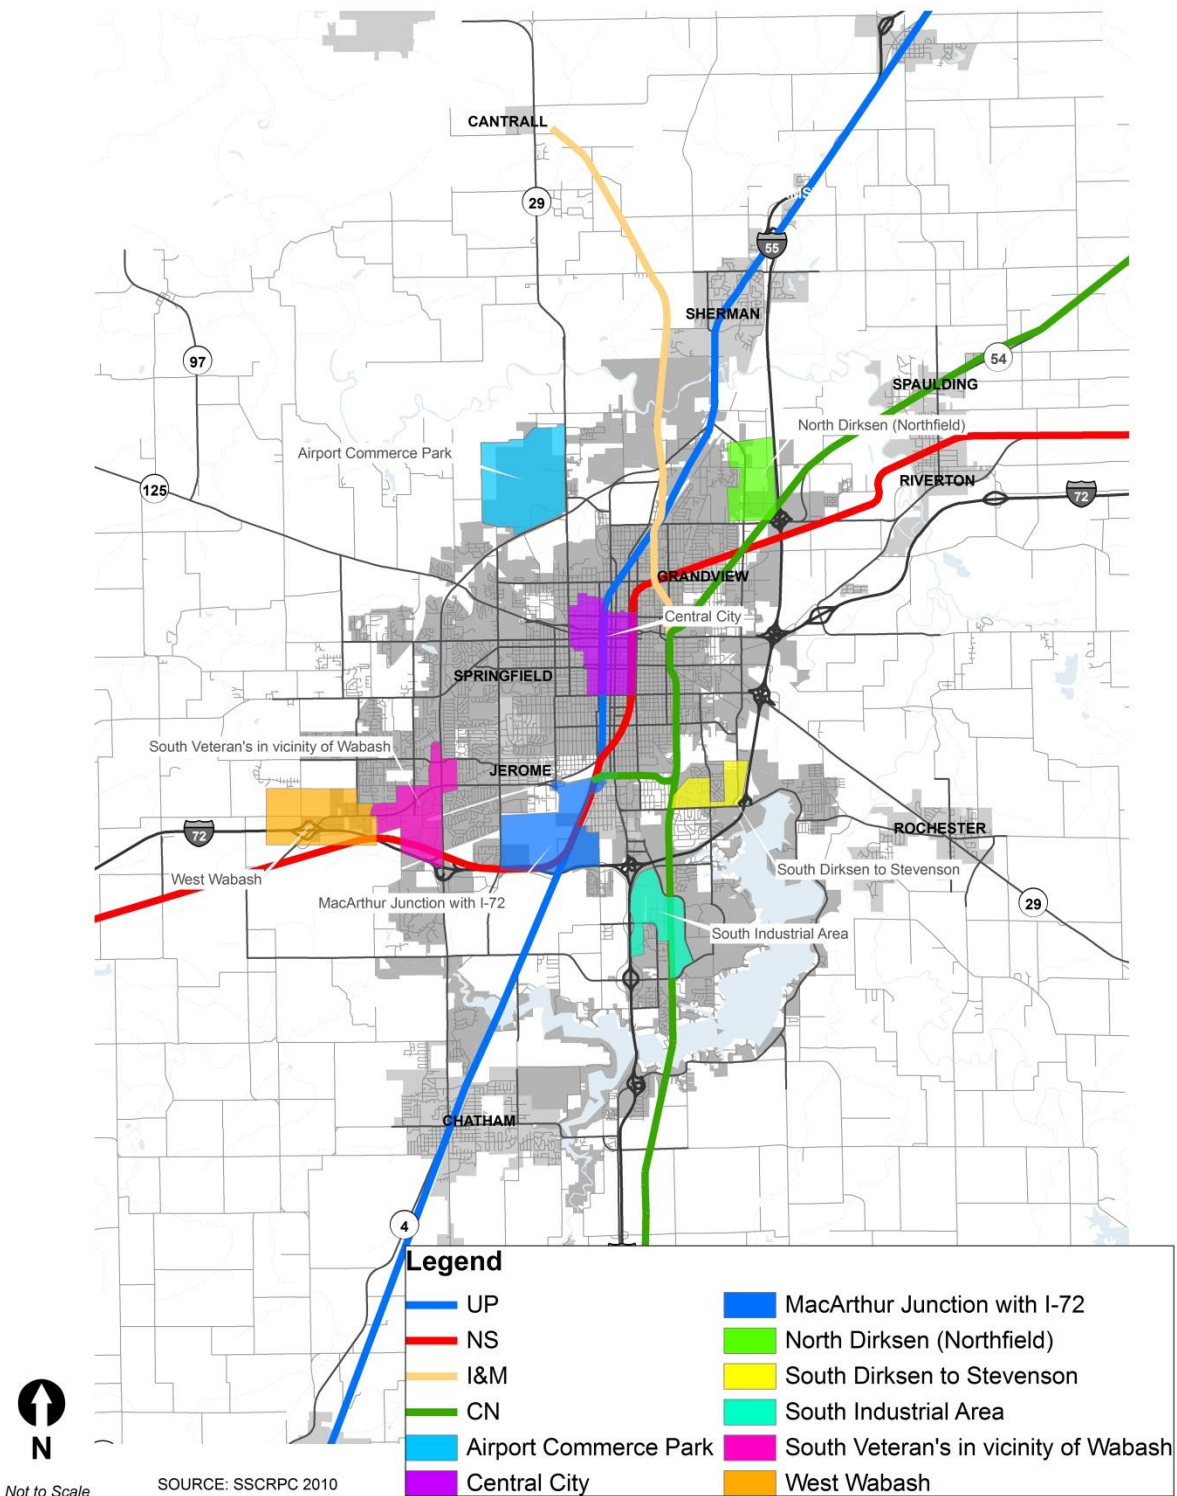 CANTRALL
29
55
SHERMAN
97
54
SPAULDING
North Dirksen (Northfield)
Airport Commerce Park
RIVERTON
125
72
GRANDVIEW
Central City
SPRINGFIELD
South Veteran's in vicinity of Wabash
JEROME
72
ROCHESTER
West Wabash
South Dirksen to Stevenson
MacArthur Junction with I-72
29
South Industrial Area
CHATHAM
4
Legend
UP
NS
I&M
CN
Airport Commerce Park
Central City
MacArthur Junction with I-72
North Dirksen (Northfield)
South Dirksen to Stevenson
South Industrial Area
South Veteran's in vicinity of Wabash
West Wabash
N
Not to Scale
SOURCE: SSCRPC 2010